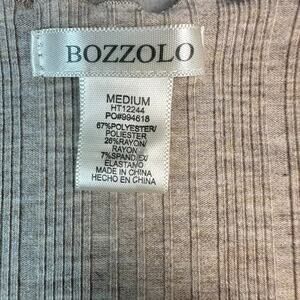 BOZZOLO
MEDIUM
HT12244
PO#994618
67%POLYESTER/
POLIESTER
26%RAYON/
RAYON
7%SPANDEX/
ELASTANO
MADE IN CHINA
HECHO EN CHINA